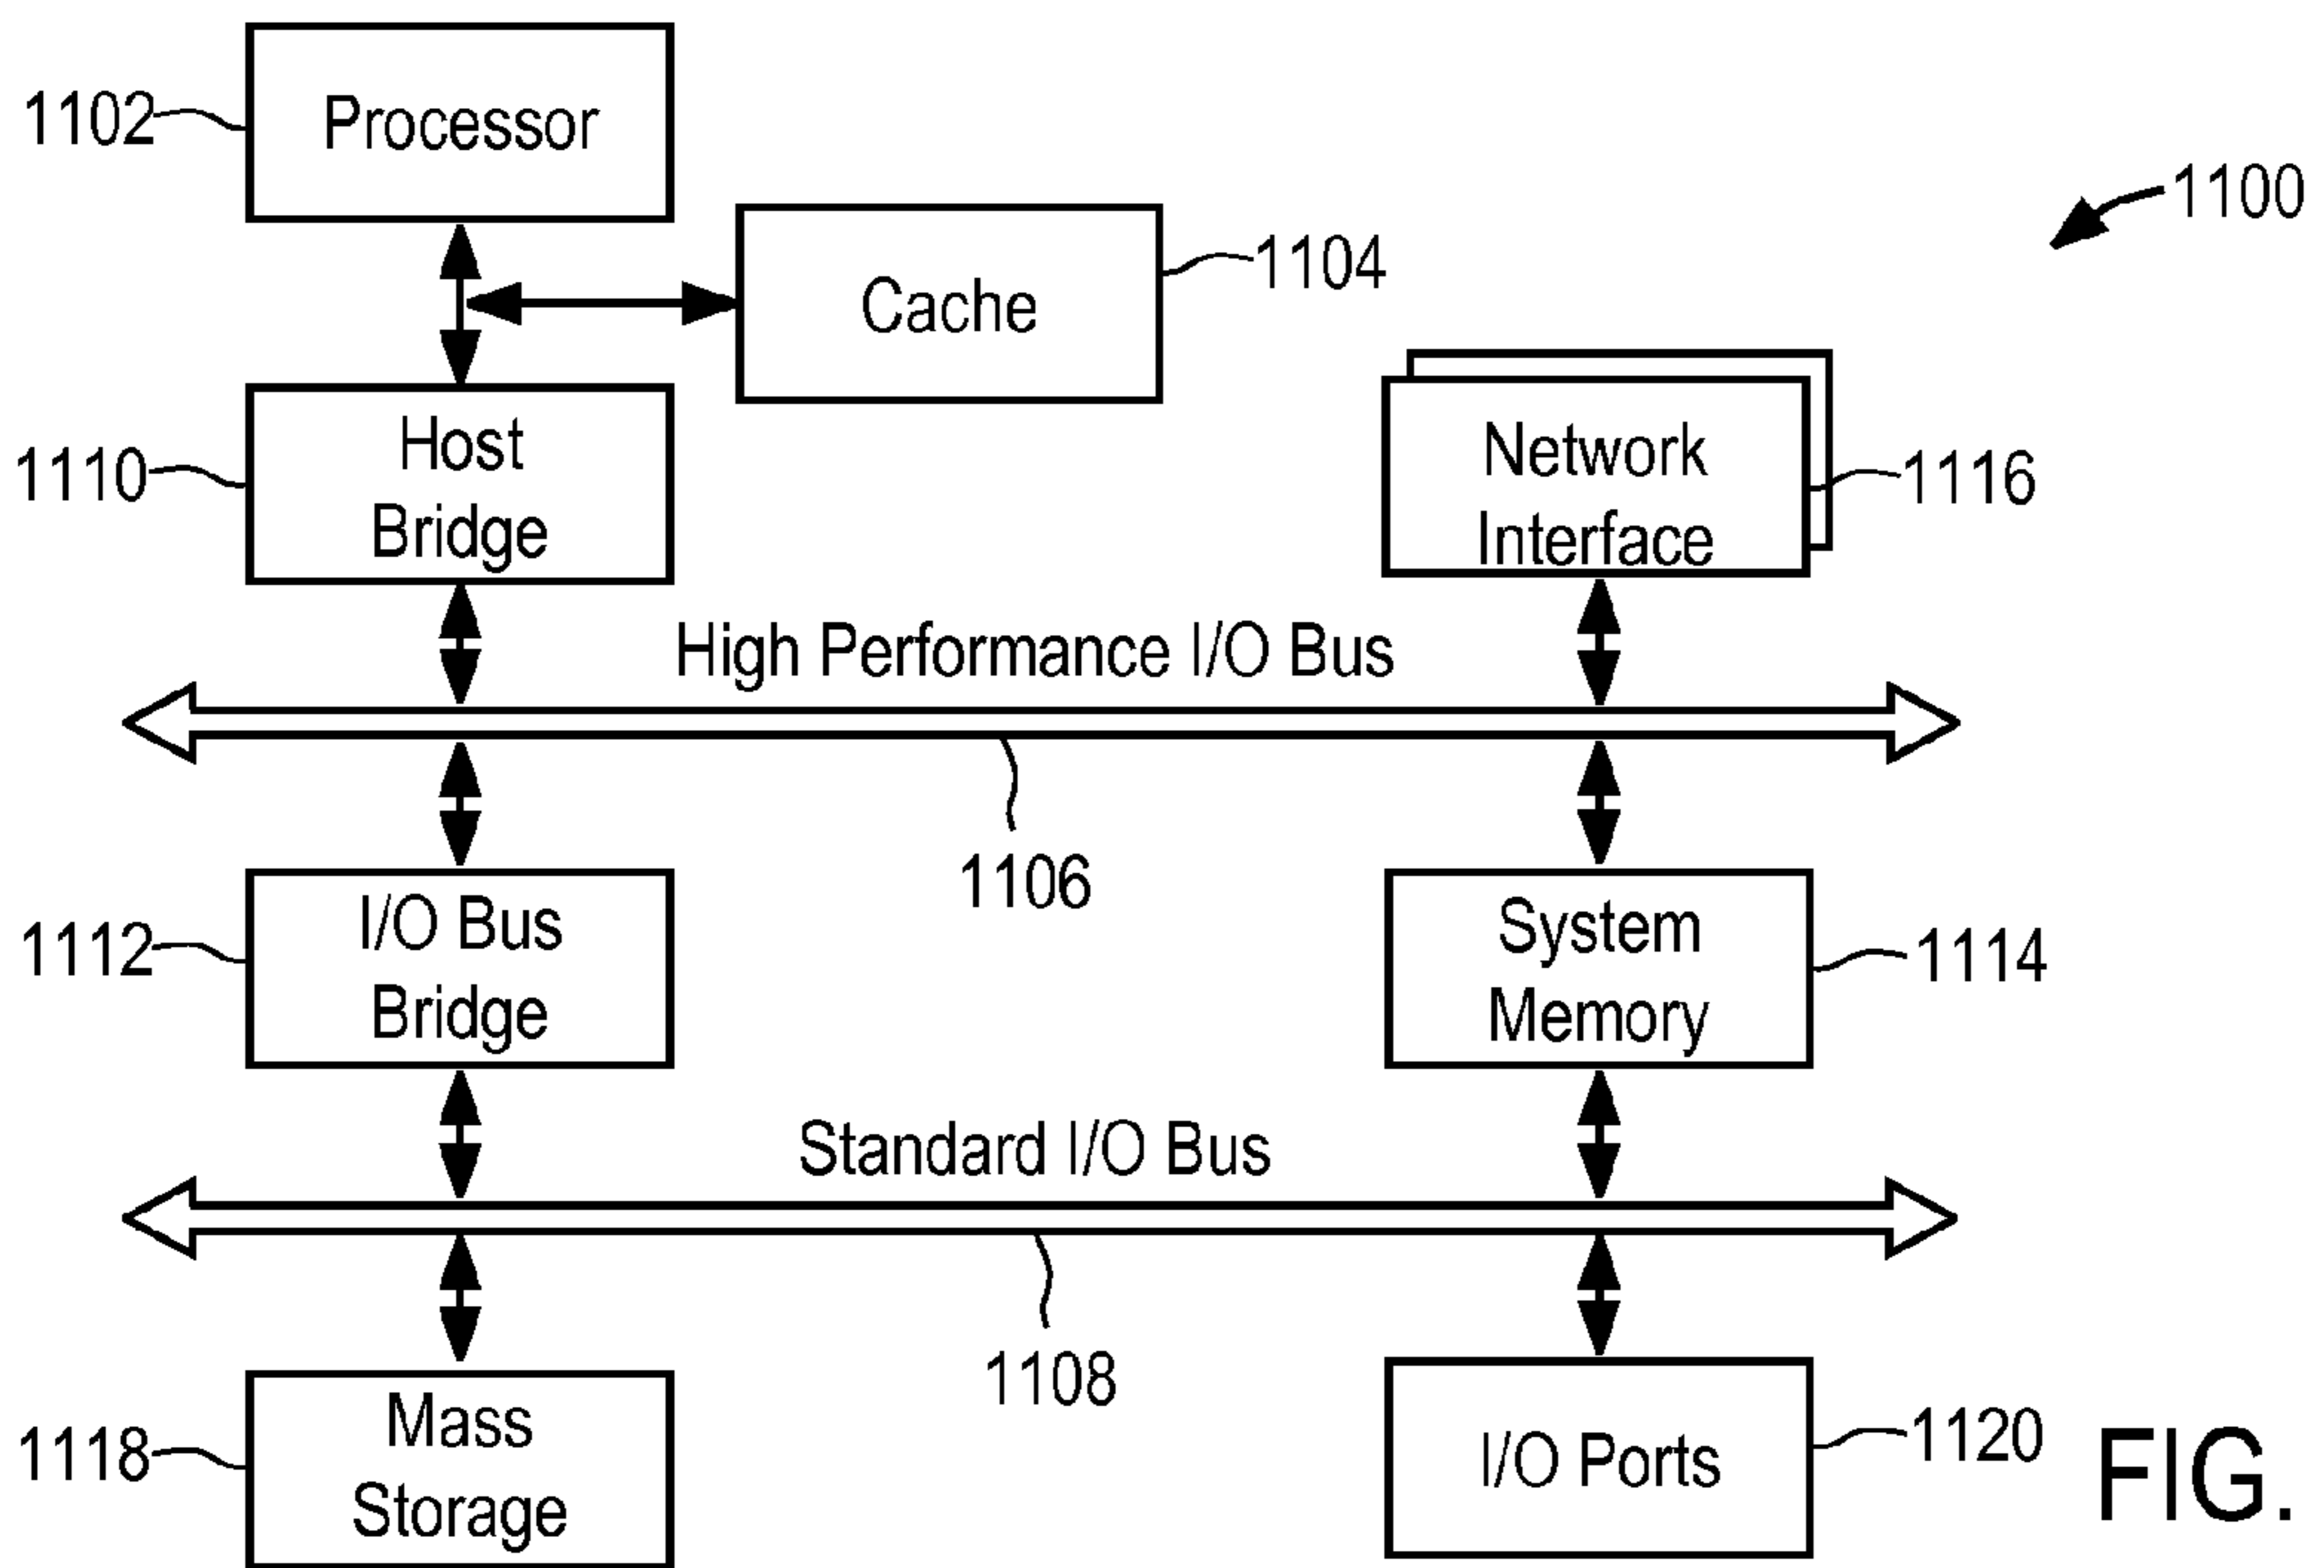 1102
Processor
1100
1104
Cache
Host
Bridge
1110
Network
Interface
1116
High Performance I/O Bus
1106
I/O Bus
Bridge
1112
System
Memory
1114
Standard I/O Bus
1108
Mass
Storage
1118
I/O Ports
1120
FIG.